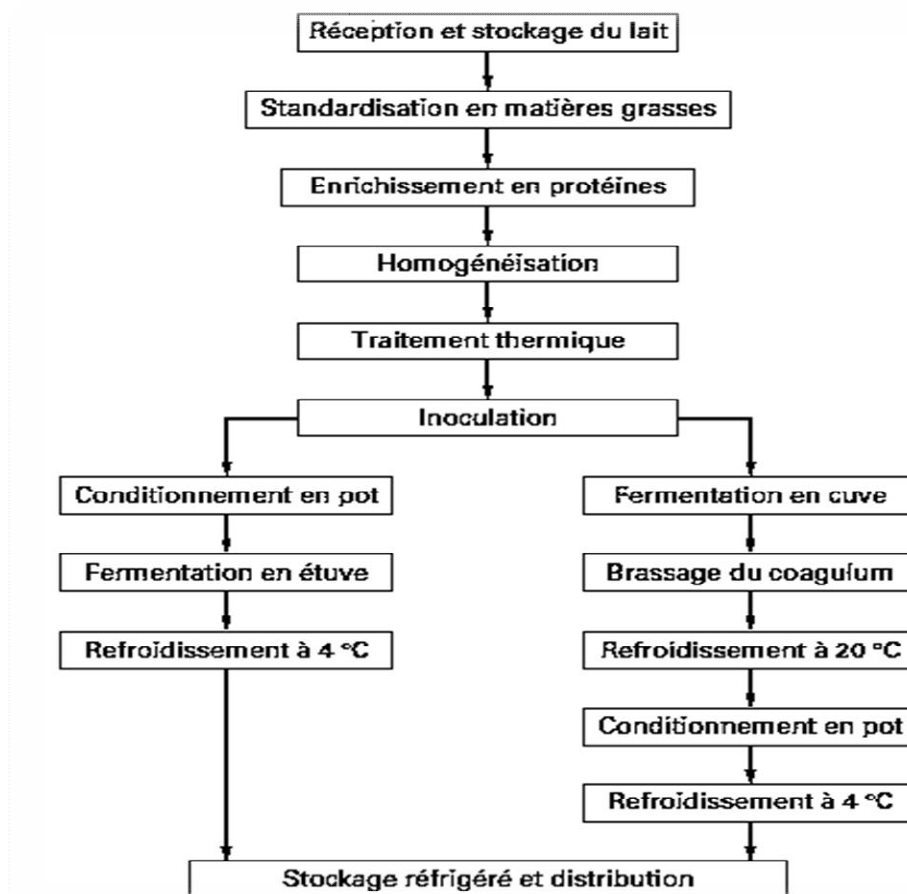 Réception et stockage du lait
Standardisation en matières grasses
Enrichissement en protéines
Homogénéisation
Traitement thermique
Inoculation
Conditionnement en pot
Fermentation en étuve
Refroidissement à 4 °C
Fermentation en cuve
Brassage du coagulum
Refroidissement à 20 °C
Conditionnement en pot
Refroidissement à 4 °C
Stockage réfrigéré et distribution